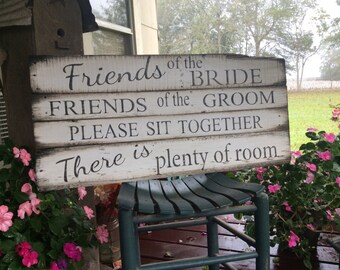 Friends of the BRIDE
FRIENDS of the GROOM
PLEASE SIT TOGETHER
There is plenty of room